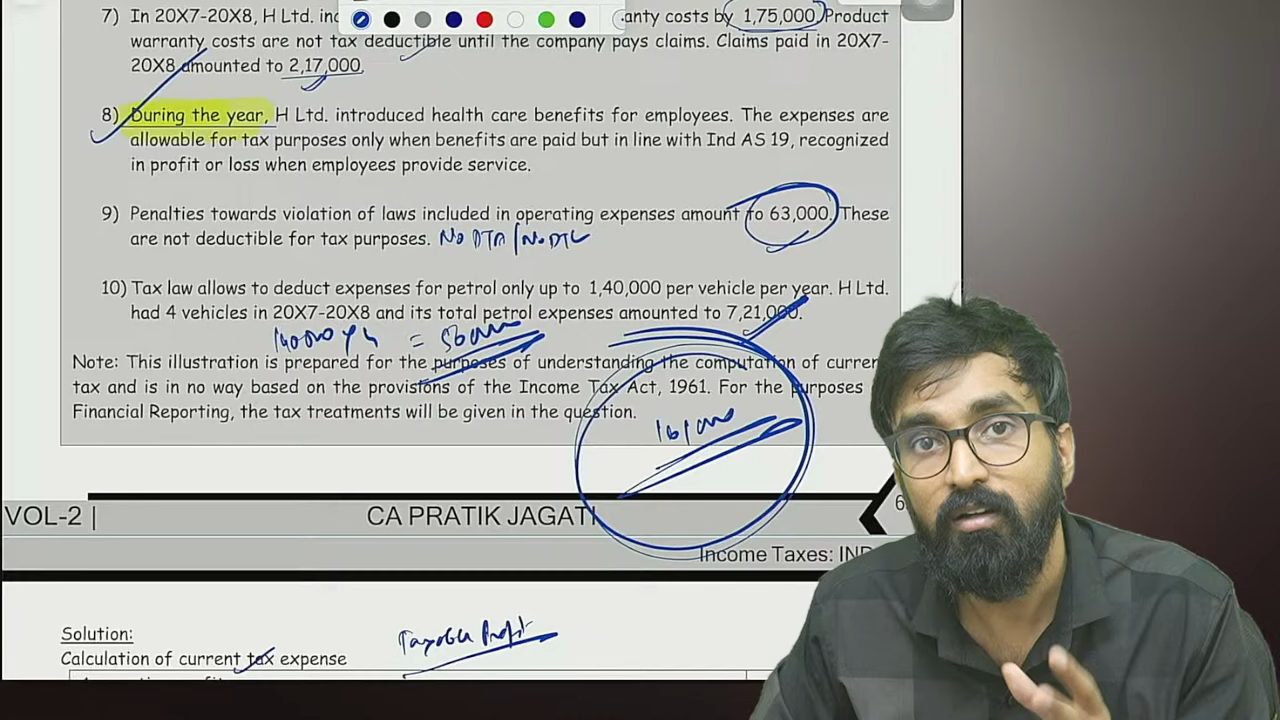 7) In 20X7-20X8, H Ltd. anty costs by 1,75,000 Product
warranty costs are not tax deductible until the company pays claims. Claims paid in 20X7-
20X8 amounted to 2,17,000.
8) During the year, H Ltd. introduced health care benefits for employees. The expenses are
allowable for tax purposes only when benefits are paid but in line with Ind AS 19, recognized
in profit or loss when employees provide service.
9) Penalties towards violation of laws included in operating expenses amount to 63,000. These
are not deductible for tax purposes. No DTA/No DTL
10) Tax law allows to deduct expenses for petrol only up to 1,40,000 per vehicle per year. H Ltd.
had 4 vehicles in 20X7-20X8 and its total petrol expenses amounted to 7,21,000.
Note: This illustration is prepared for the purposes of understanding the computation of curren
tax and is in no way based on the provisions of the Income Tax Act, 1961. For the purposes
Financial Reporting, the tax treatments will be given in the question.
VOL-2 | CA PRATIK JAGATI 6
Income Taxes: IND
Solution: Taxable Profit
Calculation of current tax expense